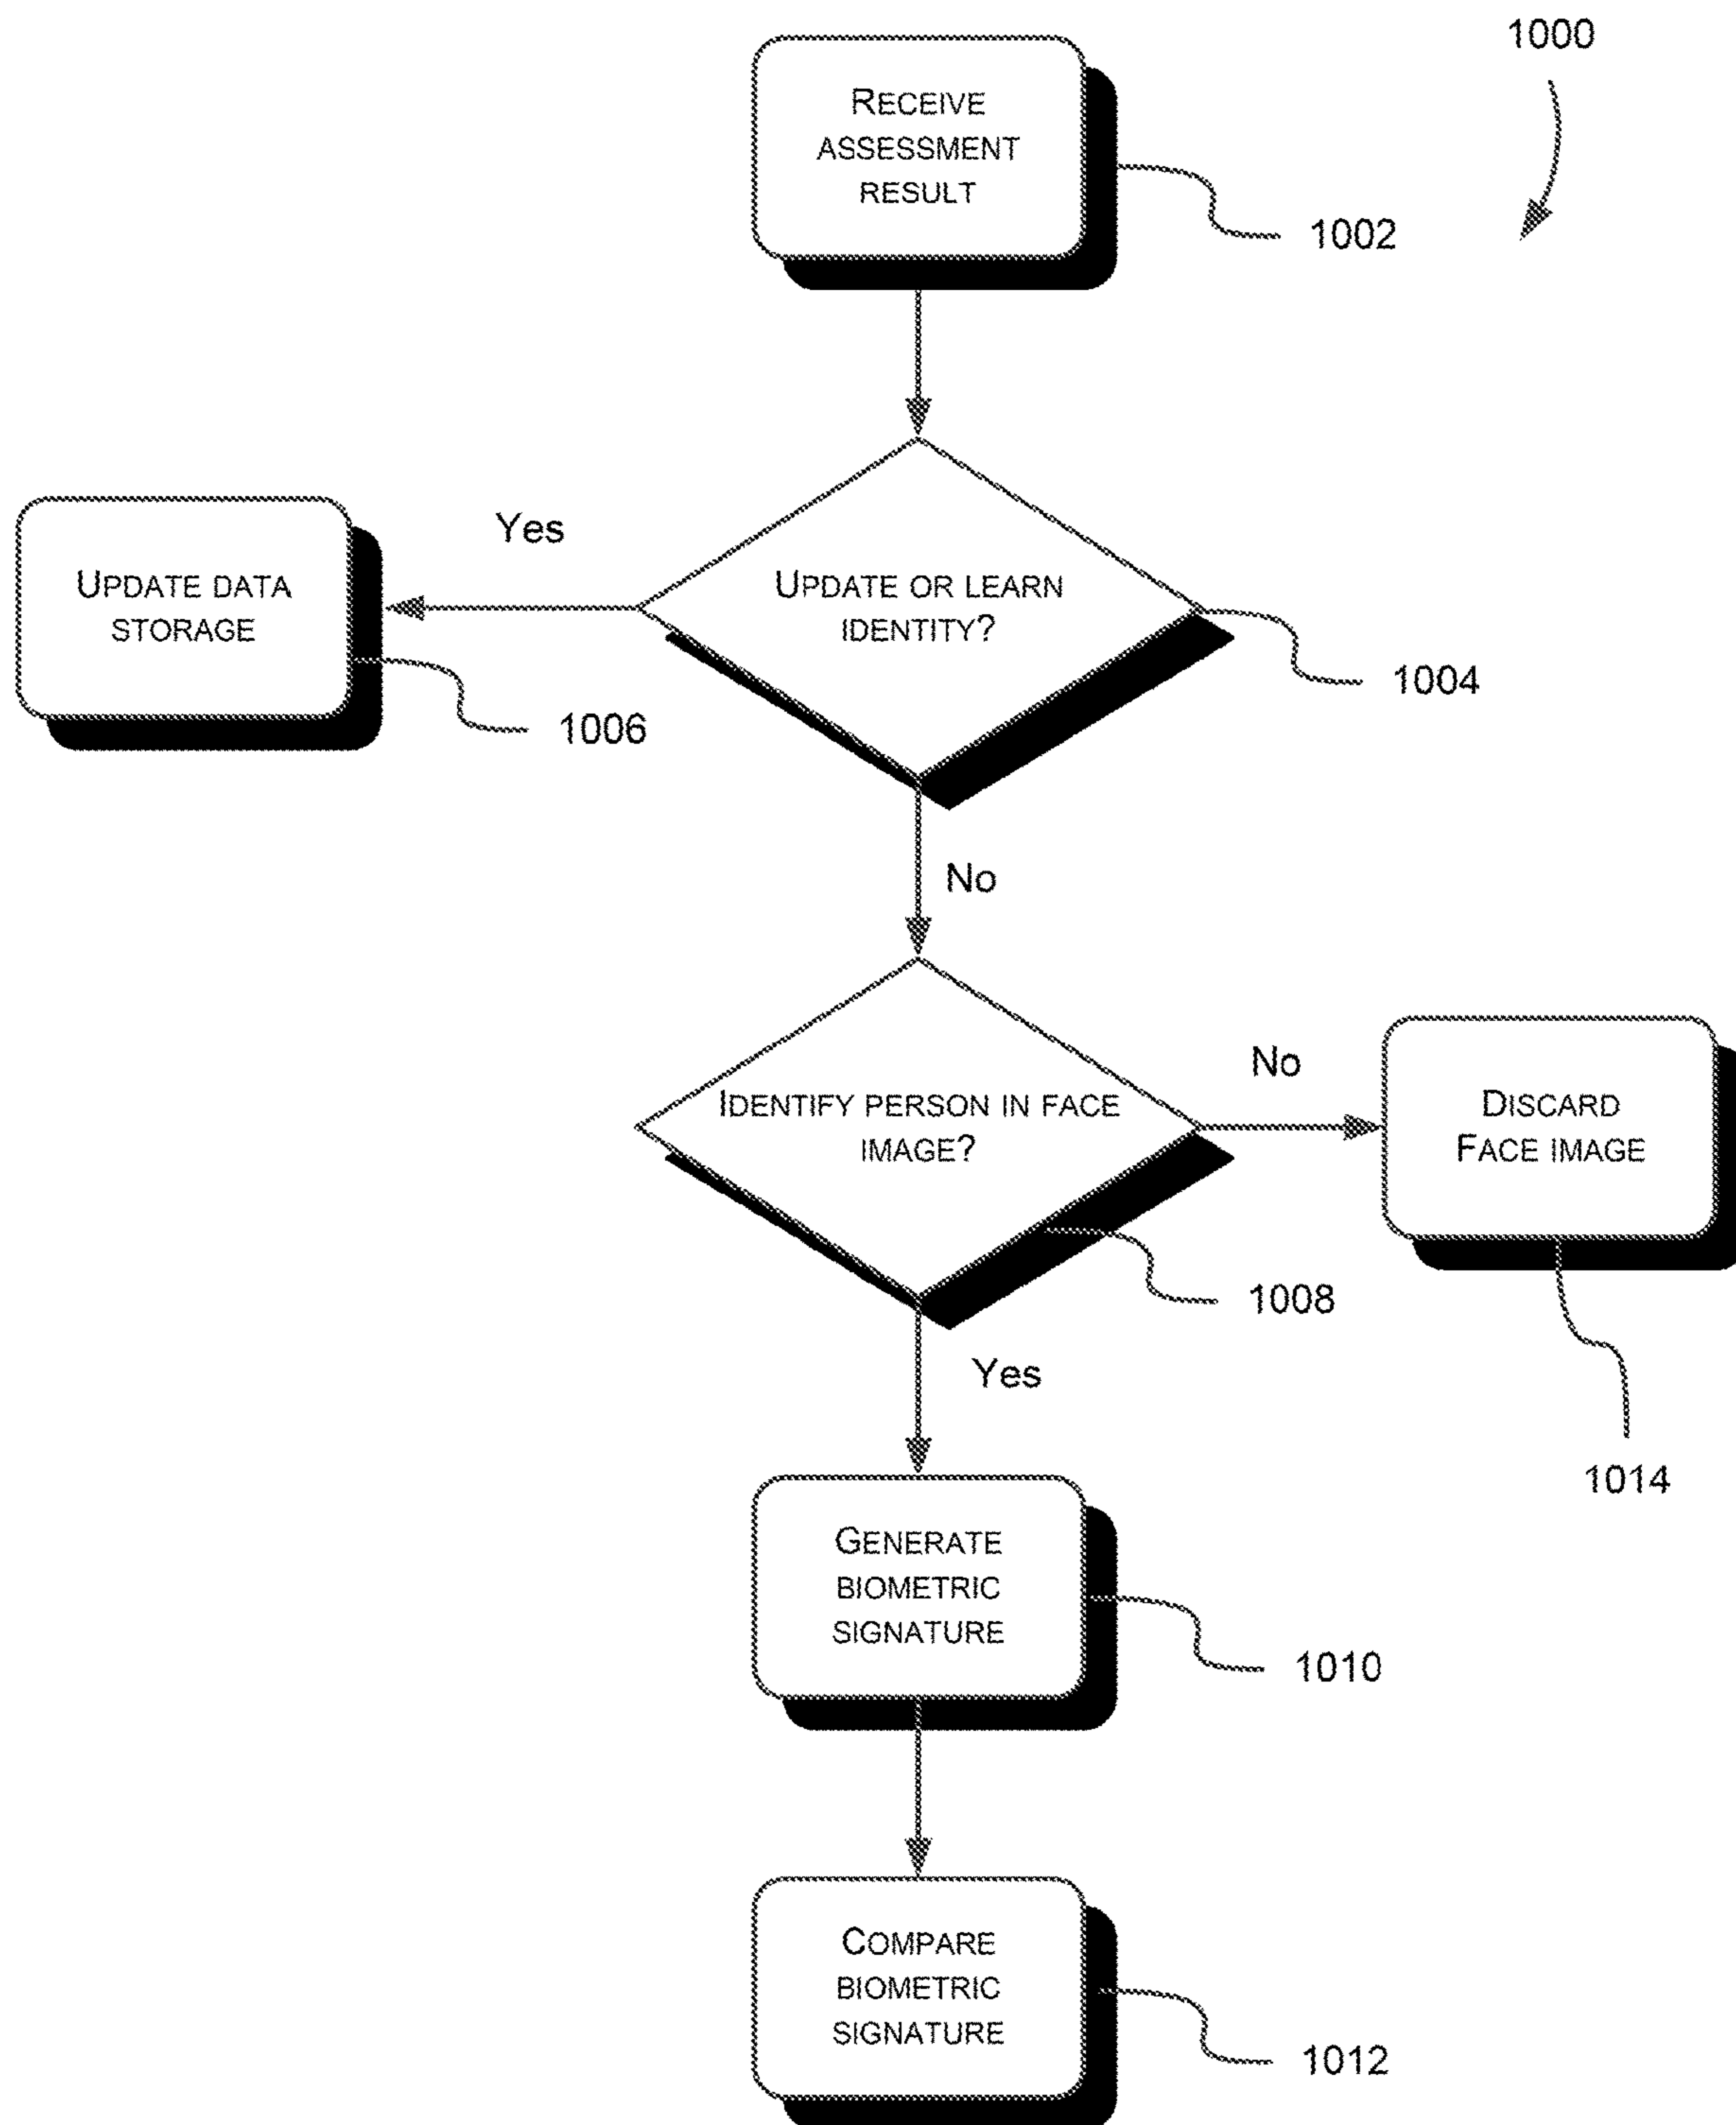 1000
RECEIVE
ASSESSMENT
RESULT
1002
Yes
UPDATE OR LEARN
IDENTITY?
UPDATE DATA
STORAGE
1004
1006
No
No
IDENTIFY PERSON IN FACE
IMAGE?
DISCARD
FACE IMAGE
1008
Yes
1014
GENERATE
BIOMETRIC
SIGNATURE
1010
COMPARE
BIOMETRIC
SIGNATURE
1012